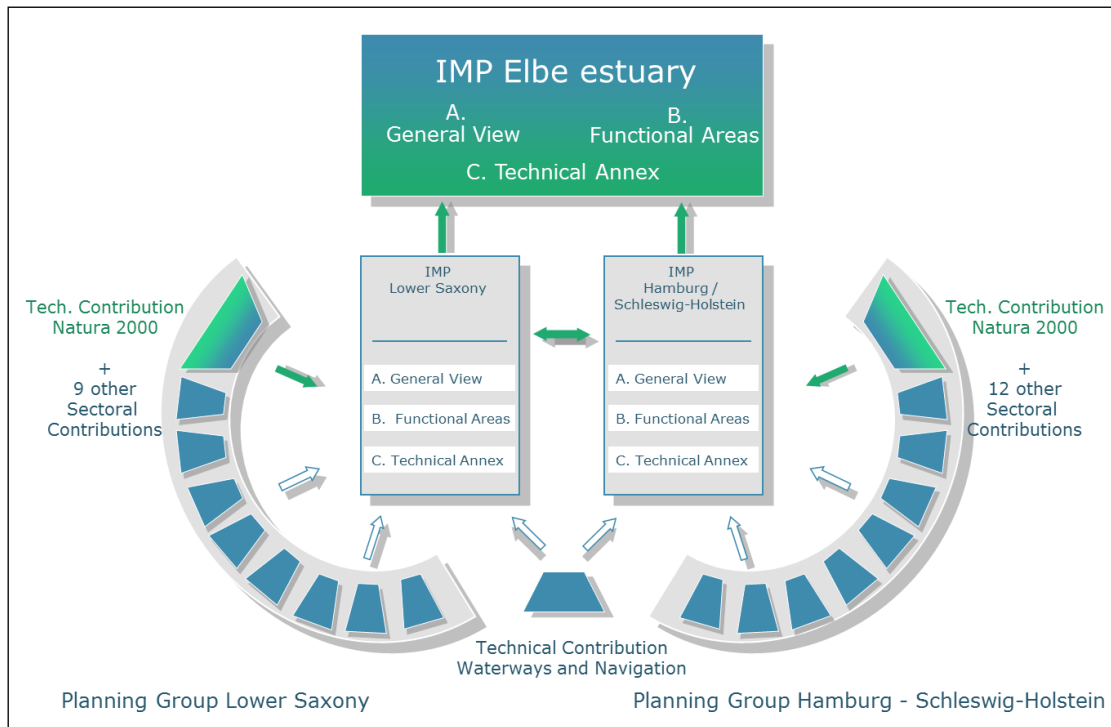 IMP Elbe estuary
A.
General View
B.
Functional Areas
C. Technical Annex
IMP
Lower Saxony
A. General View
B. Functional Areas
C. Technical Annex
IMP
Hamburg /
Schleswig-Holstein
A. General View
B. Functional Areas
C. Technical Annex
Tech. Contribution
Natura 2000
+
9 other
Sectoral
Contributions
Tech. Contribution
Natura 2000
+
12 other
Sectoral
Contributions
Technical Contribution
Waterways and Navigation
Planning Group Lower Saxony
Planning Group Hamburg - Schleswig-Holstein